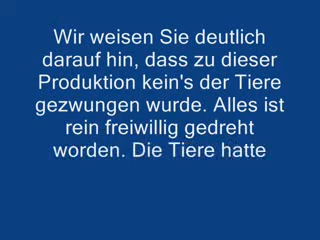 Wir weisen Sie deutlich
darauf hin, dass zu dieser
Produktion kein's der Tiere
gezwungen wurde. Alles ist
rein freiwillig gedreht
worden. Die Tiere hatte